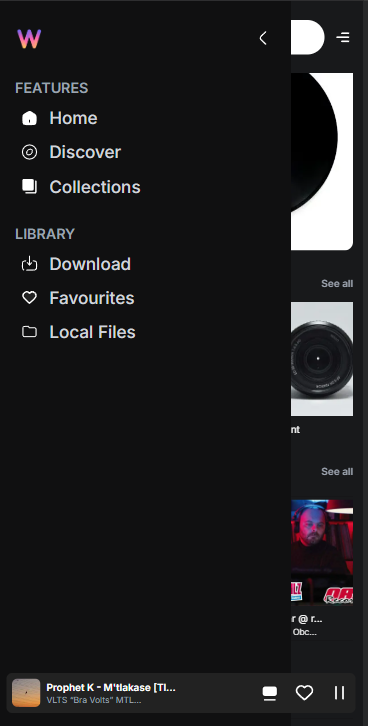 W
FEATURES
Home
Discover
Collections
LIBRARY
Download
Favourites
Local Files
See all
nt
See all
r @ r...
Obc...
Prophet K - M'tlakase [TI...
VLTS "Bra Volts" MTL...